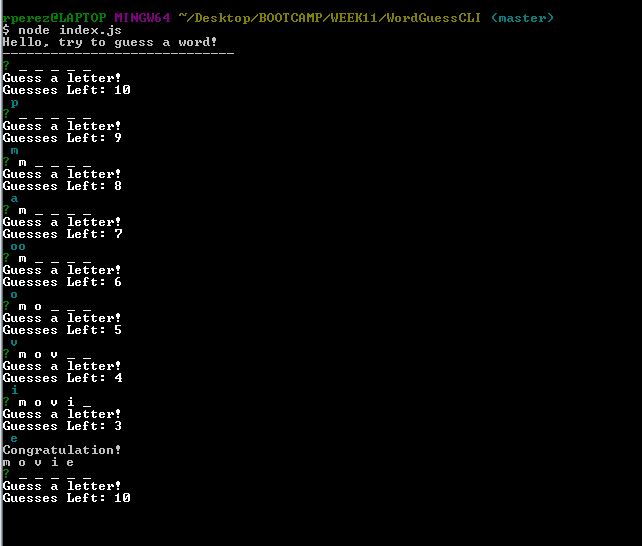 rperez@LAPTOP MINGW64 ~/Desktop/BOOTCAMP/WEEK11/WordGuessCLI (master)
$ node index.js
Hello, try to guess a word!
-----------------------------
? _ _ _ _ _
Guess a letter!
Guesses Left: 10
p
? _ _ _ _ _
Guess a letter!
Guesses Left: 9
m
? m _ _ _ _
Guess a letter!
Guesses Left: 8
a
? m _ _ _ _
Guess a letter!
Guesses Left: 7
oo
? m _ _ _ _
Guess a letter!
Guesses Left: 6
o
? m o _ _ _
Guess a letter!
Guesses Left: 5
v
? m o v _ _
Guess a letter!
Guesses Left: 4
i
? m o v i _
Guess a letter!
Guesses Left: 3
e
Congratulation!
m o v i e
? _ _ _ _ _
Guess a letter!
Guesses Left: 10